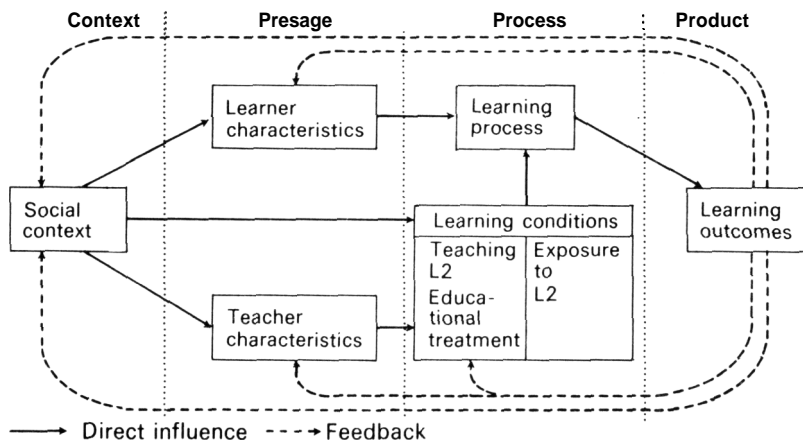 Context Presage Process Product
Learner
characteristics
Learning
process
Social
context
Learning conditions
Teaching
L2
Educa-
tional
treatment
Exposure
to
L2
Learning
outcomes
Teacher
characteristics
Direct influence Feedback